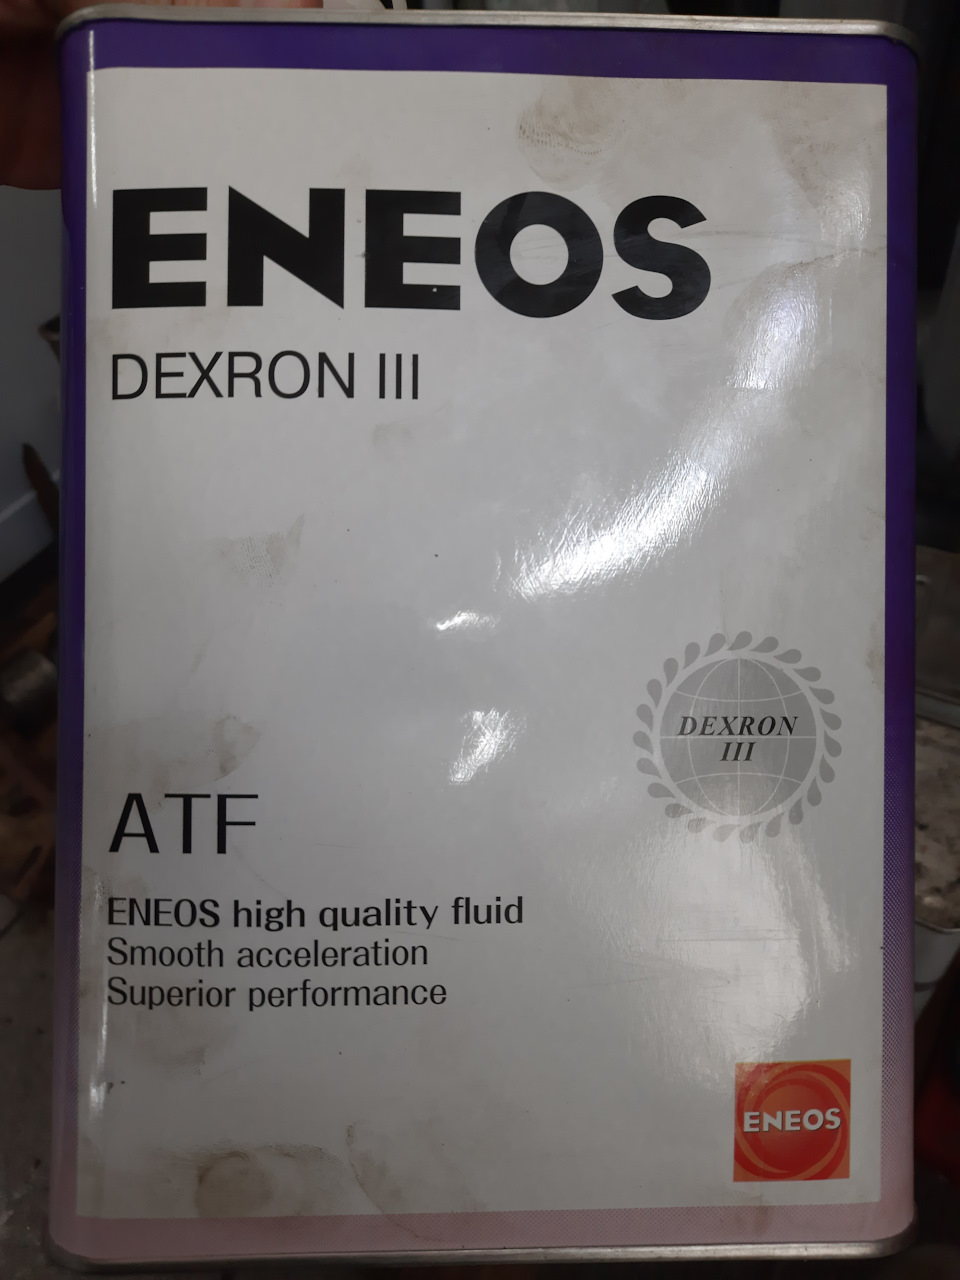 ENEOS
DEXRON III
DEXRON
III
ATF
ENEOS high quality fluid
Smooth acceleration
Superior performance
ENEOS